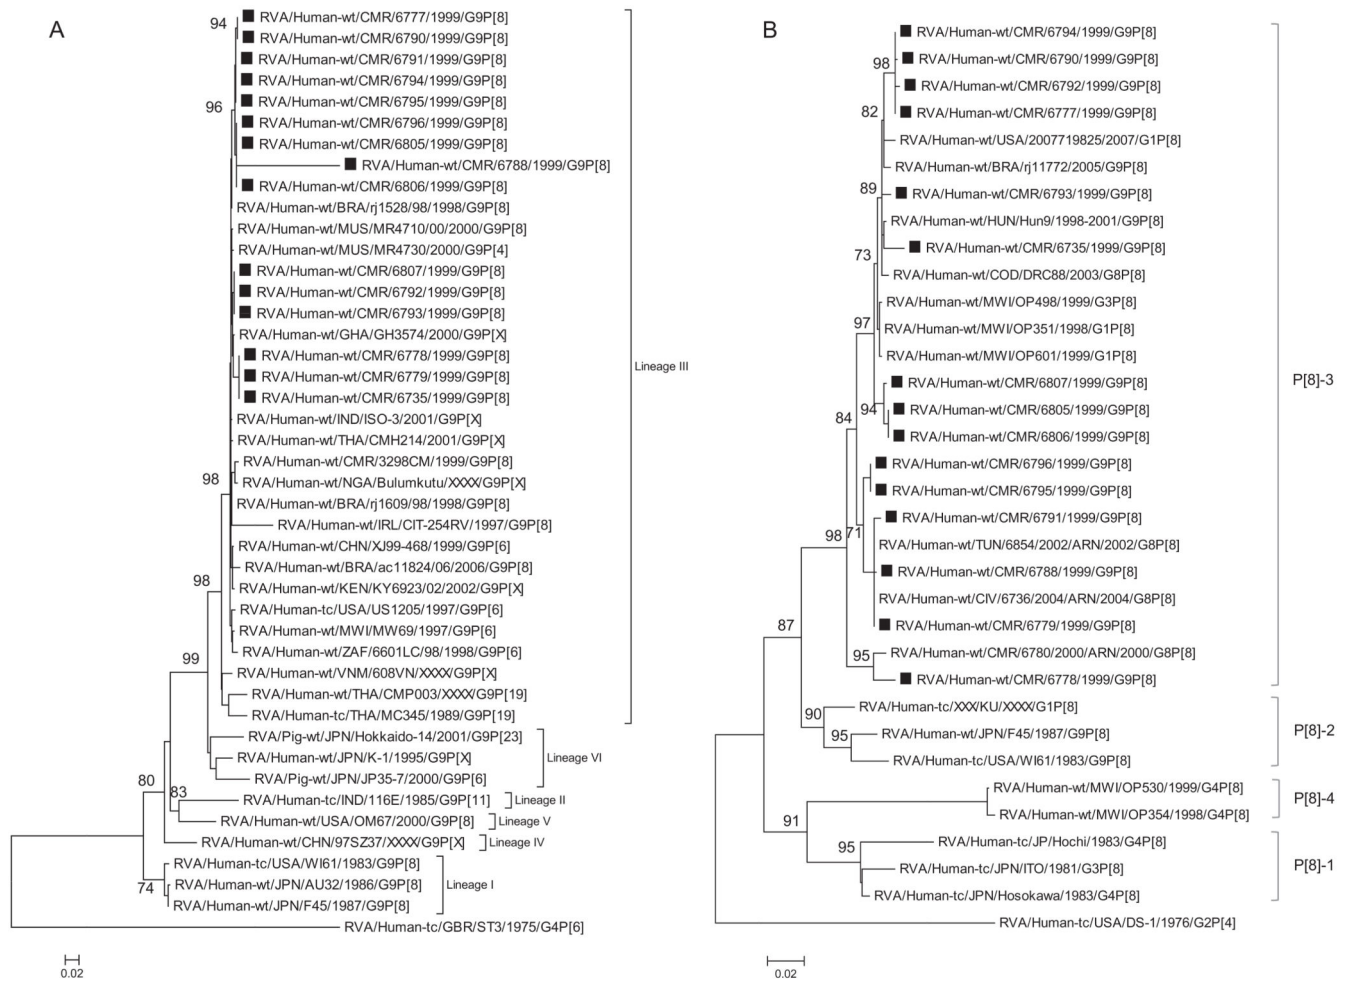 A
94
RVA/Human-wt/CMR/6777/1999/G9P[8]
RVA/Human-wt/CMR/6790/1999/G9P[8]
RVA/Human-wt/CMR/6791/1999/G9P[8]
RVA/Human-wt/CMR/6794/1999/G9P[8]
96
RVA/Human-wt/CMR/6795/1999/G9P[8]
RVA/Human-wt/CMR/6796/1999/G9P[8]
RVA/Human-wt/CMR/6805/1999/G9P[8]
RVA/Human-wt/CMR/6788/1999/G9P[8]
RVA/Human-wt/CMR/6806/1999/G9P[8]
RVA/Human-wt/BRA/rj1528/98/1998/G9P[8]
RVA/Human-wt/MUS/MR4710/00/2000/G9P[8]
RVA/Human-wt/MUS/MR4730/2000/G9P[4]
RVA/Human-wt/CMR/6807/1999/G9P[8]
RVA/Human-wt/CMR/6792/1999/G9P[8]
RVA/Human-wt/CMR/6793/1999/G9P[8]
RVA/Human-wt/GHA/GH3574/2000/G9P[X]
RVA/Human-wt/CMR/6778/1999/G9P[8]
Lineage III
RVA/Human-wt/CMR/6779/1999/G9P[8]
RVA/Human-wt/CMR/6735/1999/G9P[8]
RVA/Human-wt/IND/ISO-3/2001/G9P[X]
RVA/Human-wt/THA/CMH214/2001/G9P[X]
RVA/Human-wt/CMR/3298CM/1999/G9P[8]
98
RVA/Human-wt/NGA/Bulumkutu/XXXX/G9P[X]
RVA/Human-wt/BRA/rj1609/98/1998/G9P[8]
RVA/Human-wt/IRL/CIT-254RV/1997/G9P[8]
RVA/Human-wt/CHN/XJ99-468/1999/G9P[6]
RVA/Human-wt/BRA/ac11824/06/2006/G9P[8]
98
RVA/Human-wt/KEN/KY6923/02/2002/G9P[X]
RVA/Human-tc/USA/US1205/1997/G9P[6]
RVA/Human-wt/MWI/MW69/1997/G9P[6]
RVA/Human-wt/ZAF/6601LC/98/1998/G9P[6]
99
RVA/Human-wt/VNM/608VN/XXXX/G9P[X]
RVA/Human-wt/THA/CMP003/XXXX/G9P[19]
RVA/Human-tc/THA/MC345/1989/G9P[19]
RVA/Pig-wt/JPN/Hokkaido-14/2001/G9P[23]
RVA/Human-wt/JPN/K-1/1995/G9P[X]
Lineage VI
RVA/Pig-wt/JPN/JP35-7/2000/G9P[6]
80
83
RVA/Human-tc/IND/116E/1985/G9P[11]
Lineage II
RVA/Human-wt/USA/OM67/2000/G9P[8]
Lineage V
RVA/Human-wt/CHN/97SZ37/XXXX/G9P[X]
Lineage IV
RVA/Human-tc/USA/WI61/1983/G9P[8]
74
RVA/Human-wt/JPN/AU32/1986/G9P[8]
Lineage I
RVA/Human-wt/JPN/F45/1987/G9P[8]
RVA/Human-tc/GBR/ST3/1975/G4P[6]
0.02
B
RVA/Human-wt/CMR/6794/1999/G9P[8]
98
RVA/Human-wt/CMR/6790/1999/G9P[8]
RVA/Human-wt/CMR/6792/1999/G9P[8]
82
RVA/Human-wt/CMR/6777/1999/G9P[8]
RVA/Human-wt/USA/2007719825/2007/G1P[8]
RVA/Human-wt/BRA/rj11772/2005/G9P[8]
89
RVA/Human-wt/CMR/6793/1999/G9P[8]
RVA/Human-wt/HUN/Hun9/1998-2001/G9P[8]
73
RVA/Human-wt/CMR/6735/1999/G9P[8]
RVA/Human-wt/COD/DRC88/2003/G8P[8]
RVA/Human-wt/MWI/OP498/1999/G3P[8]
97
RVA/Human-wt/MWI/OP351/1998/G1P[8]
RVA/Human-wt/MWI/OP601/1999/G1P[8]
RVA/Human-wt/CMR/6807/1999/G9P[8]
P[8]-3
94
RVA/Human-wt/CMR/6805/1999/G9P[8]
84
RVA/Human-wt/CMR/6806/1999/G9P[8]
RVA/Human-wt/CMR/6796/1999/G9P[8]
RVA/Human-wt/CMR/6795/1999/G9P[8]
RVA/Human-wt/CMR/6791/1999/G9P[8]
98
71
RVA/Human-wt/TUN/6854/2002/ARN/2002/G8P[8]
RVA/Human-wt/CMR/6788/1999/G9P[8]
RVA/Human-wt/CIV/6736/2004/ARN/2004/G8P[8]
87
RVA/Human-wt/CMR/6779/1999/G9P[8]
95
RVA/Human-wt/CMR/6780/2000/ARN/2000/G8P[8]
RVA/Human-wt/CMR/6778/1999/G9P[8]
90
RVA/Human-tc/XXX/KU/XXXX/G1P[8]
95
RVA/Human-wt/JPN/F45/1987/G9P[8]
P[8]-2
RVA/Human-tc/USA/WI61/1983/G9P[8]
RVA/Human-wt/MWI/OP530/1999/G4P[8]
P[8]-4
91
RVA/Human-wt/MWI/OP354/1998/G4P[8]
95
RVA/Human-tc/JP/Hochi/1983/G4P[8]
RVA/Human-tc/JPN/ITO/1981/G3P[8]
P[8]-1
RVA/Human-tc/JPN/Hosokawa/1983/G4P[8]
RVA/Human-tc/USA/DS-1/1976/G2P[4]
0.02